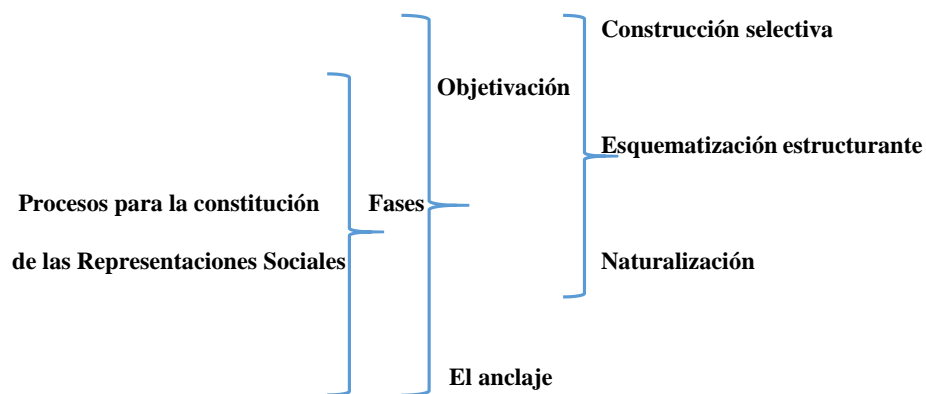 Construcción selectiva
Objetivación
Esquematización estructurante
Procesos para la constitución
de las Representaciones Sociales
Fases
Naturalización
El anclaje